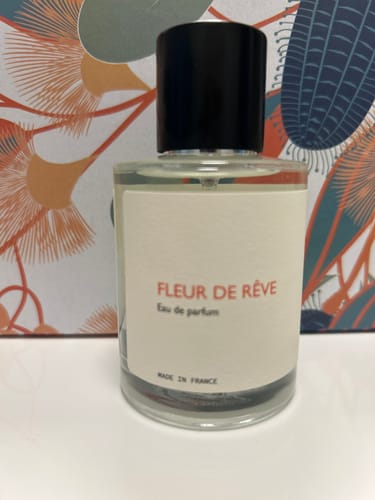 FLEUR DE RÊVE
Eau de parfum
MADE IN FRANCE